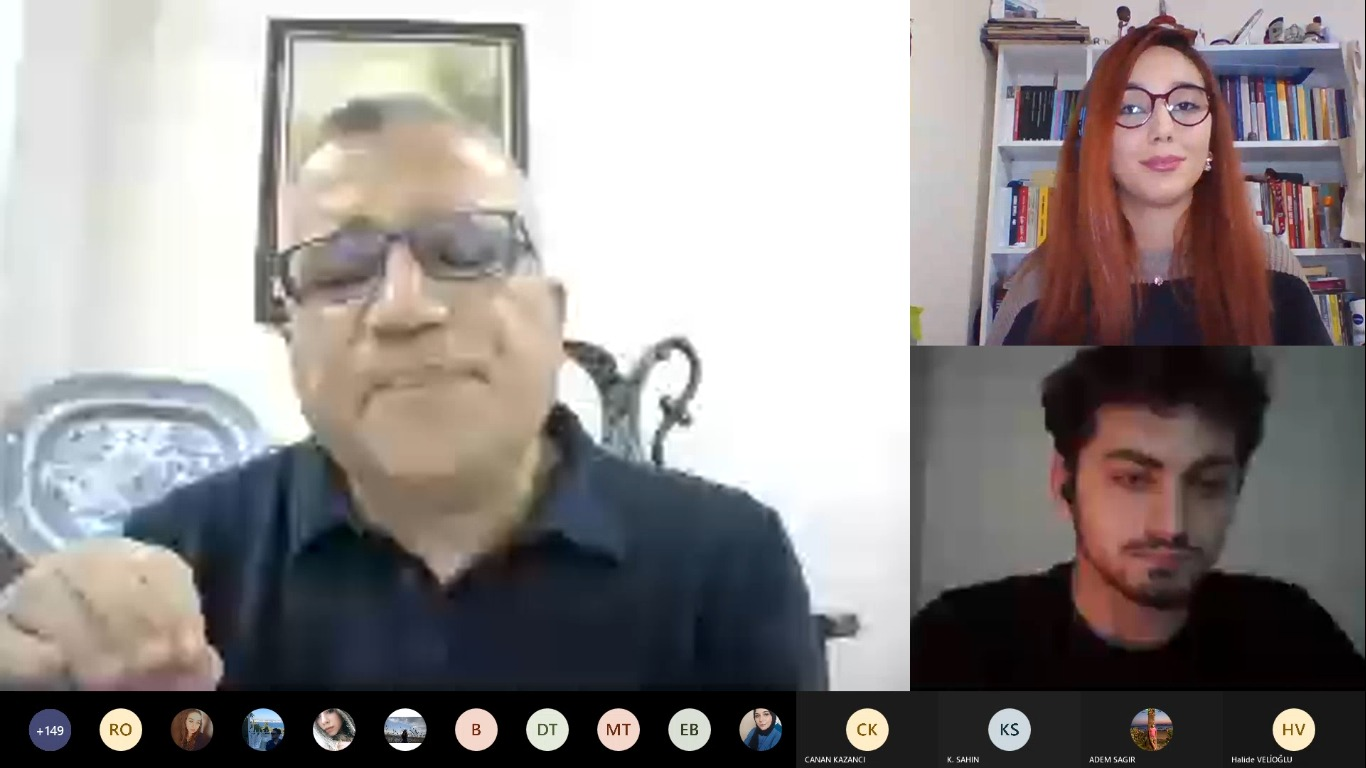 +149
RO
B
DT
MT
EB
CK
KS
HV
CANAN KAZANCI
K. SAHIN
ADEM SAGIR
Halide VELİOĞLU